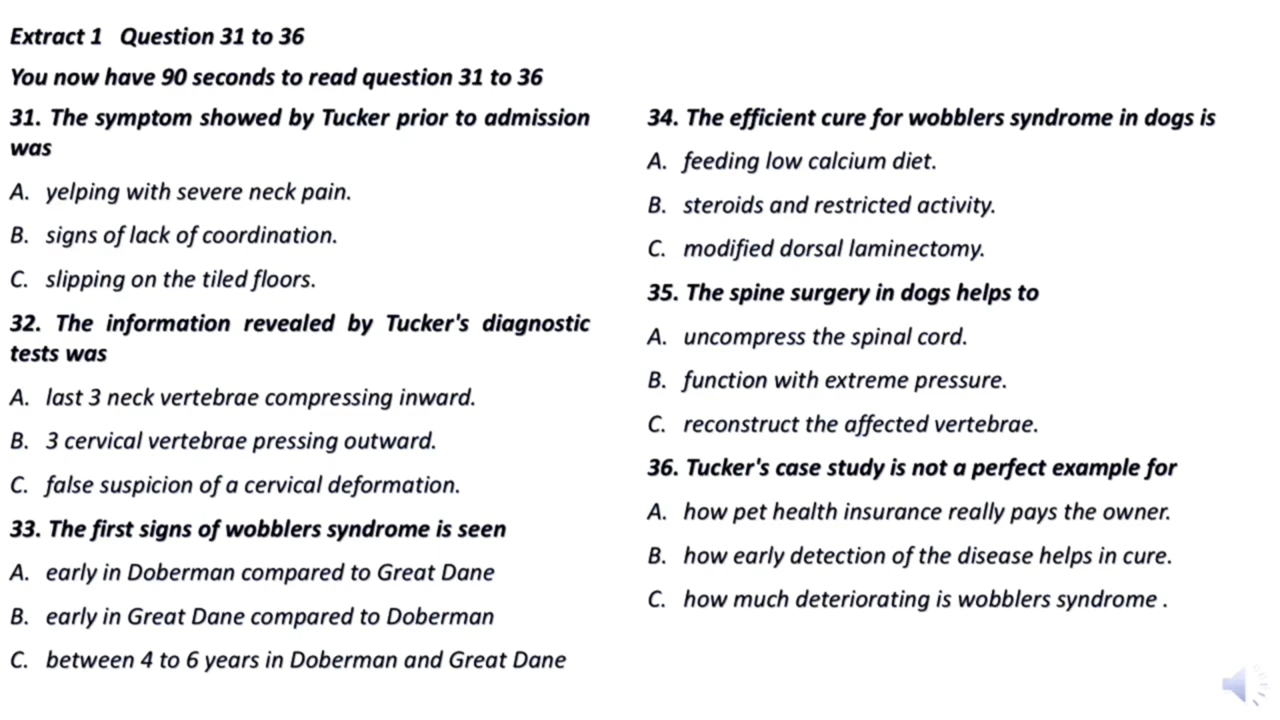 Extract 1 Question 31 to 36
You now have 90 seconds to read question 31 to 36
31. The symptom showed by Tucker prior to admission
was
A. yelping with severe neck pain.
B. signs of lack of coordination.
C. slipping on the tiled floors.
32. The information revealed by Tucker's diagnostic
tests was
A. last 3 neck vertebrae compressing inward.
B. 3 cervical vertebrae pressing outward.
C. false suspicion of a cervical deformation.
33. The first signs of wobblers syndrome is seen
A. early in Doberman compared to Great Dane
B. early in Great Dane compared to Doberman
C. between 4 to 6 years in Doberman and Great Dane
34. The efficient cure for wobblers syndrome in dogs is
A. feeding low calcium diet.
B. steroids and restricted activity.
C. modified dorsal laminectomy.
35. The spine surgery in dogs helps to
A. uncompress the spinal cord.
B. function with extreme pressure.
C. reconstruct the affected vertebrae.
36. Tucker's case study is not a perfect example for
A. how pet health insurance really pays the owner.
B. how early detection of the disease helps in cure.
C. how much deteriorating is wobblers syndrome .